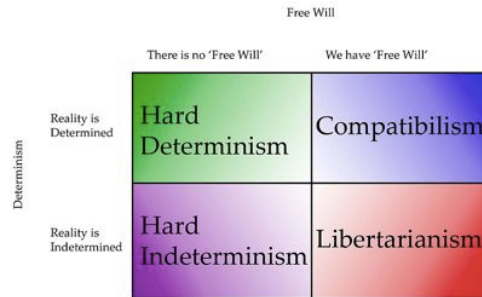 Free Will
There is no 'Free Will'
We have 'Free Will'
Determinism
Reality is
Determined
Hard
Determinism
Compatibilism
Reality is
Indetermined
Hard
Indeterminism
Libertarianism